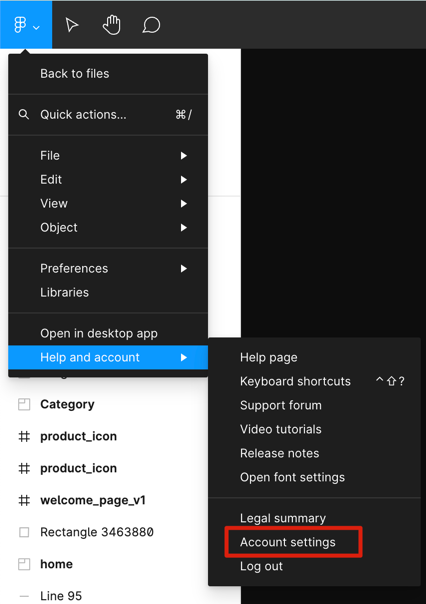 Back to files
Quick actions... ⌘/
File
Edit
View
Object
Preferences
Libraries
Open in desktop app
Help and account
Help page
Keyboard shortcuts ^⇧?
Support forum
Video tutorials
Release notes
Open font settings
Legal summary
Account settings
Log out
Category
product_icon
product_icon
welcome_page_v1
Rectangle 3463880
home
Line 95